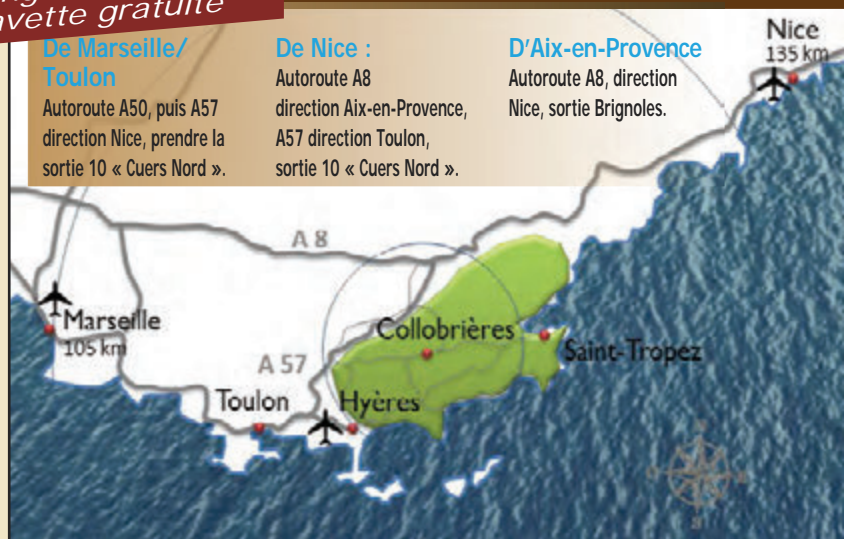 navette gratuite
De Marseille/
Toulon
Autoroute A50, puis A57
direction Nice, prendre la
sortie 10 « Cuers Nord ».
De Nice :
Autoroute A8
direction Aix-en-Provence,
A57 direction Toulon,
sortie 10 « Cuers Nord ».
D'Aix-en-Provence
Autoroute A8, direction
Nice, sortie Brignoles.
Nice
135 km
A 8
Marseille
105 km
Collobrières
Saint-Tropez
A 57
Toulon
Hyères